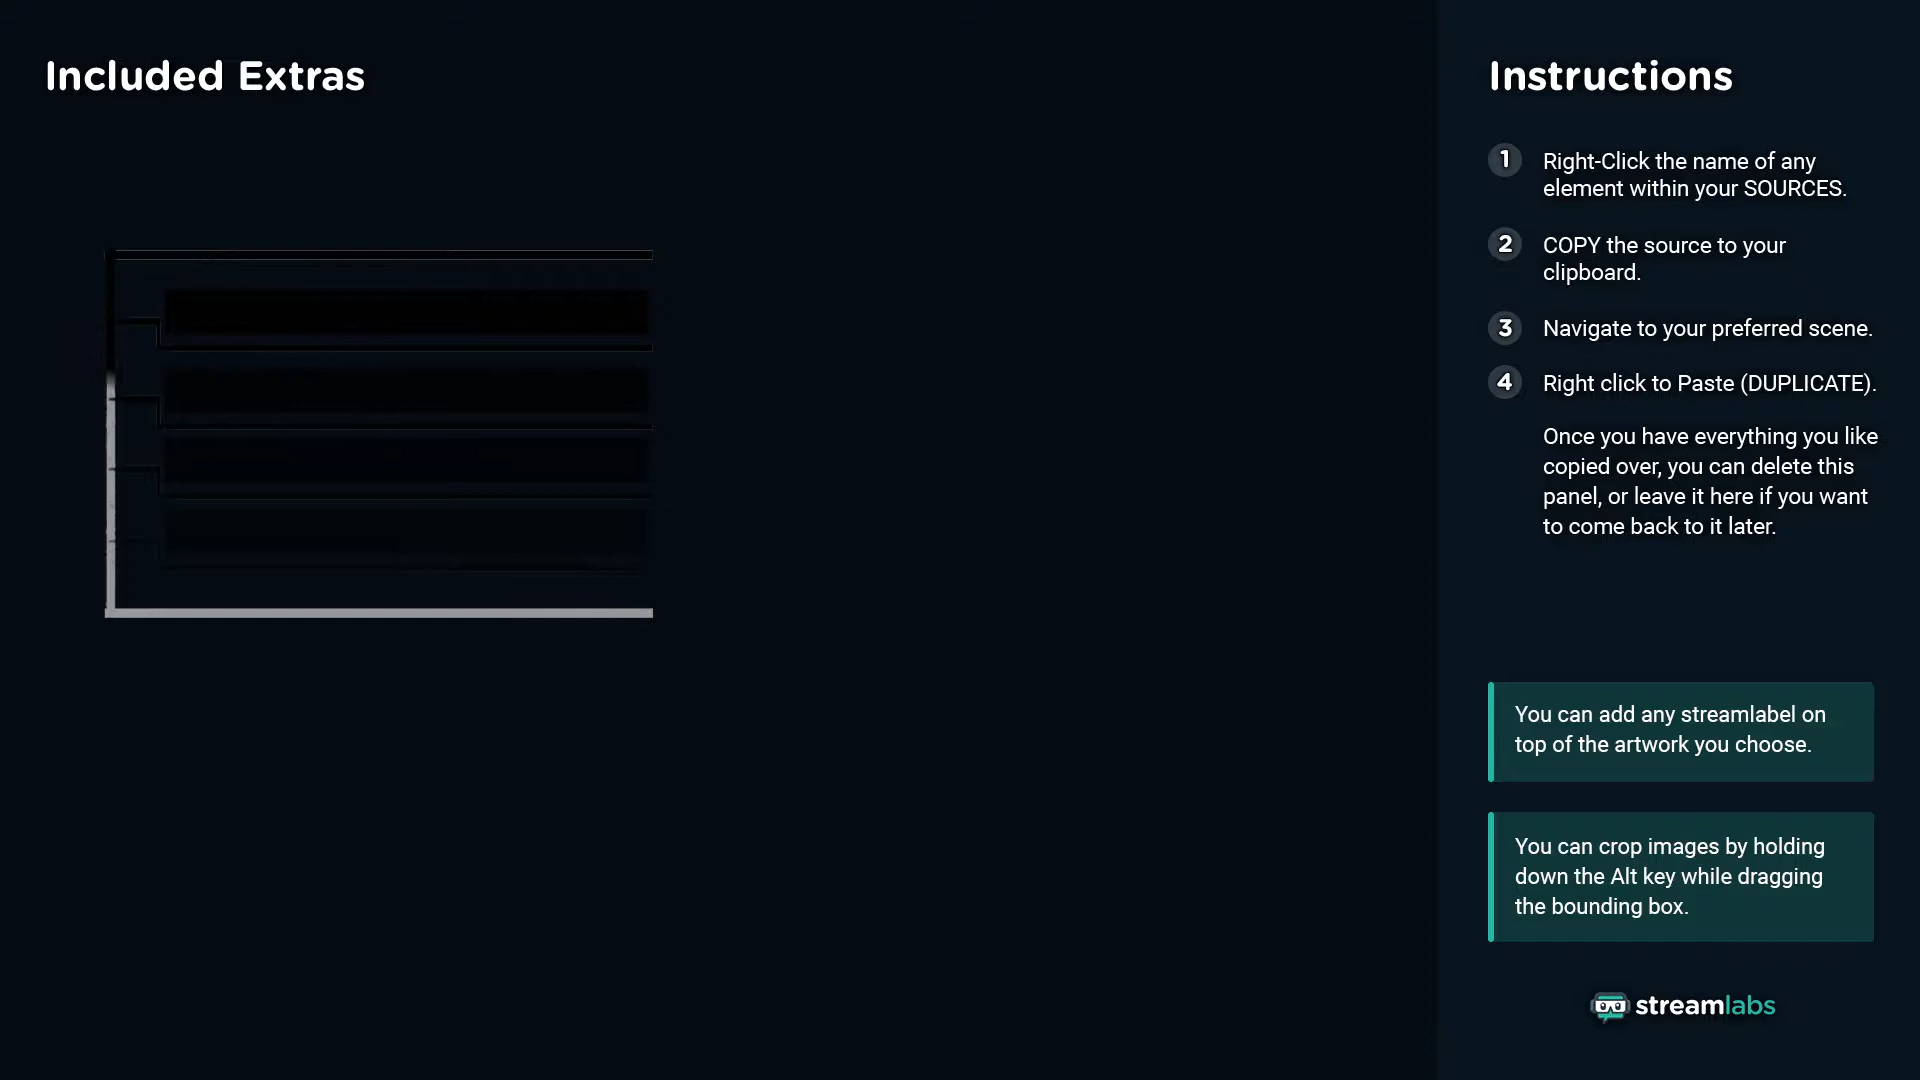 Included Extras
Instructions
1
Right-Click the name of any
element within your SOURCES.
2
COPY the source to your
clipboard.
3
Navigate to your preferred scene.
4
Right click to Paste (DUPLICATE).
Once you have everything you like
copied over, you can delete this
panel, or leave it here if you want
to come back to it later.
You can add any streamlabel on
top of the artwork you choose.
You can crop images by holding
down the Alt key while dragging
the bounding box.
streamlabs